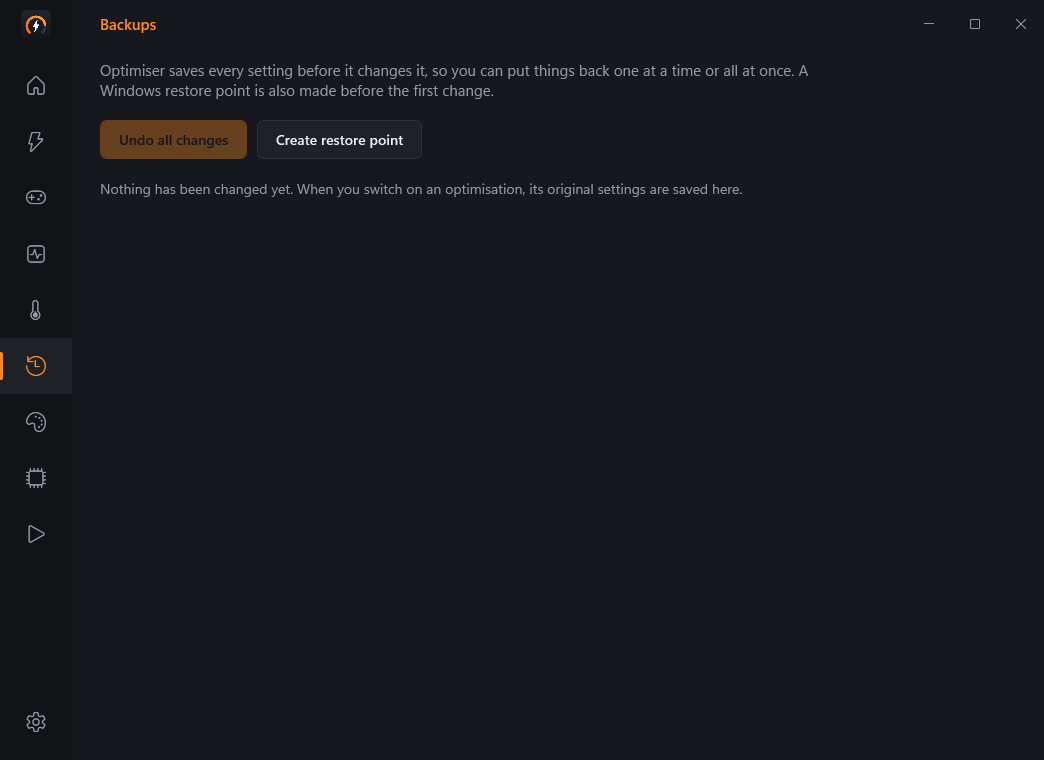 Backups
Optimiser saves every setting before it changes it, so you can put things back one at a time or all at once. A
Windows restore point is also made before the first change.
Undo all changes
Create restore point
Nothing has been changed yet. When you switch on an optimisation, its original settings are saved here.